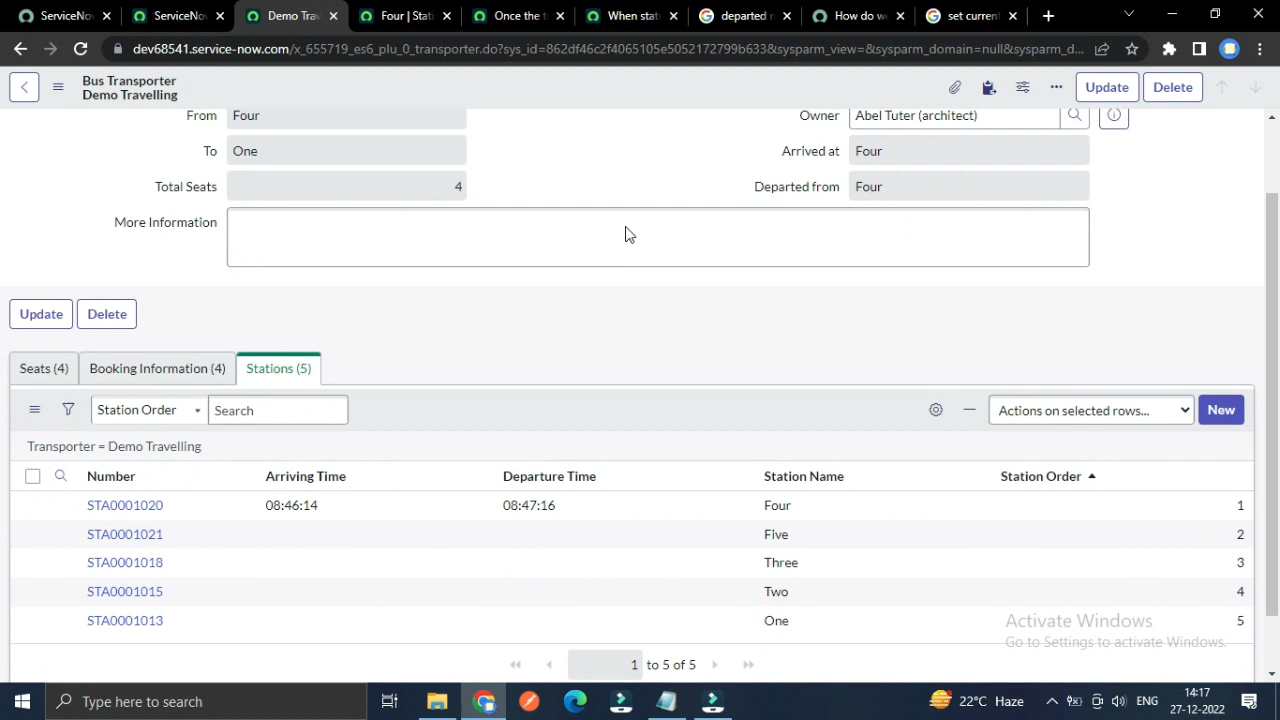 ServiceNo
ServiceNov
Demo Trav
Four | Stati
Once the t
When statu
departed n
How do we
set current
dev68541.service-now.com/x_655719_es6_plu_0_transporter.do?sys_id=862df46c2f4065105e5052172799b633&sysparm_view=&sysparm_domain=null&sysparm_d...
Bus Transporter
Demo Travelling
Update
Delete
From Four
Owner Abel Tuter (architect)
To One
Arrived at Four
Total Seats 4
Departed from Four
More Information
Update Delete
Seats (4) Booking Information (4) Stations (5)
Station Order Search Actions on selected rows... New
Transporter = Demo Travelling
Number Arriving Time Departure Time Station Name Station Order
STA0001020 08:46:14 08:47:16 Four 1
STA0001021 Five 2
STA0001018 Three 3
STA0001015 Two 4
STA0001013 One 5
Activate Windows
Go to Settings to activate Windows.
1 to 5 of 5
Type here to search
22°C Haze
ENG
14:17
27-12-2022